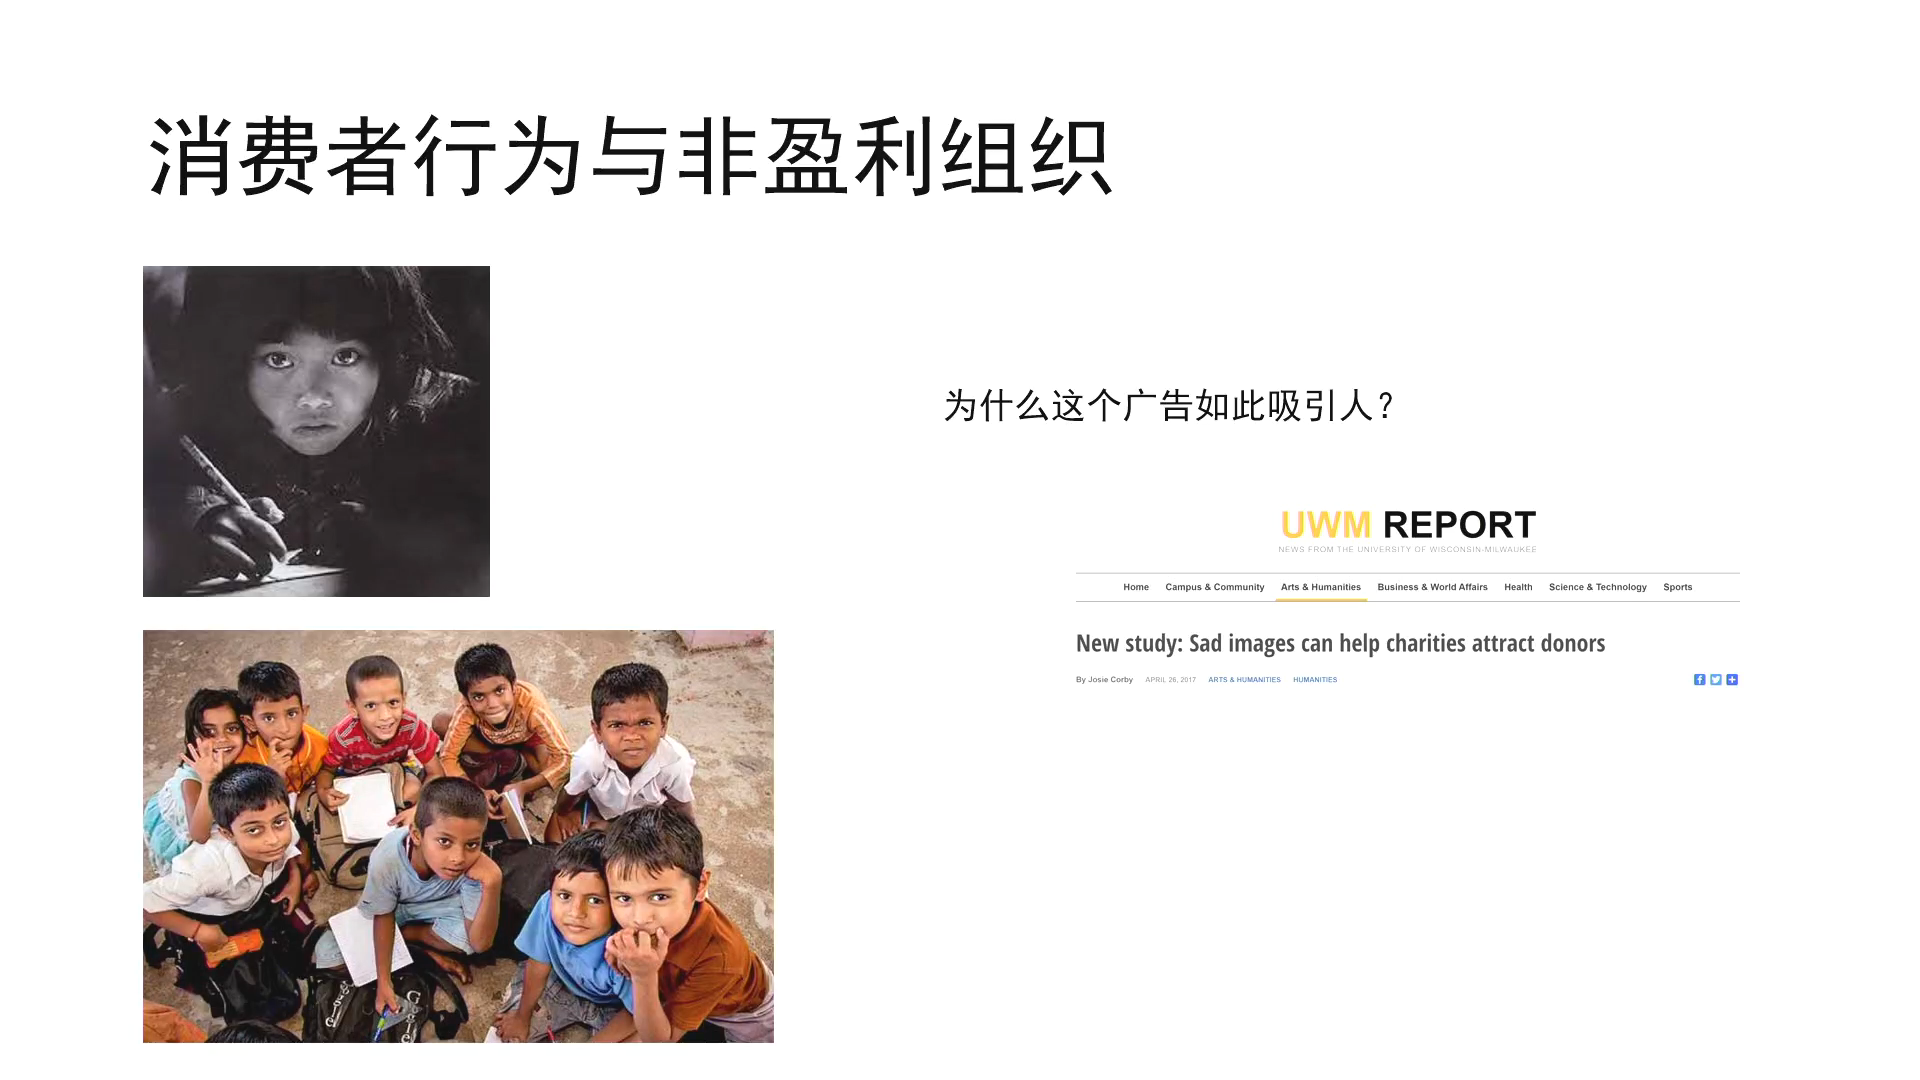 消费者行为与非盈利组织
为什么这个广告如此吸引人？
UWM REPORT
NEWS FROM THE UNIVERSITY OF WISCONSIN-MILWAUKEE
Home Campus & Community Arts & Humanities Business & World Affairs Health Science & Technology Sports
New study: Sad images can help charities attract donors
By Josie Corby APRIL 26, 2017 ARTS & HUMANITIES HUMANITIES